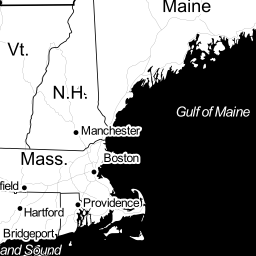 Maine
Vt.
N.H.
Gulf of Maine
Manchester
Mass.
Boston
field
Providence
Hartford
Bridgeport
and Sound